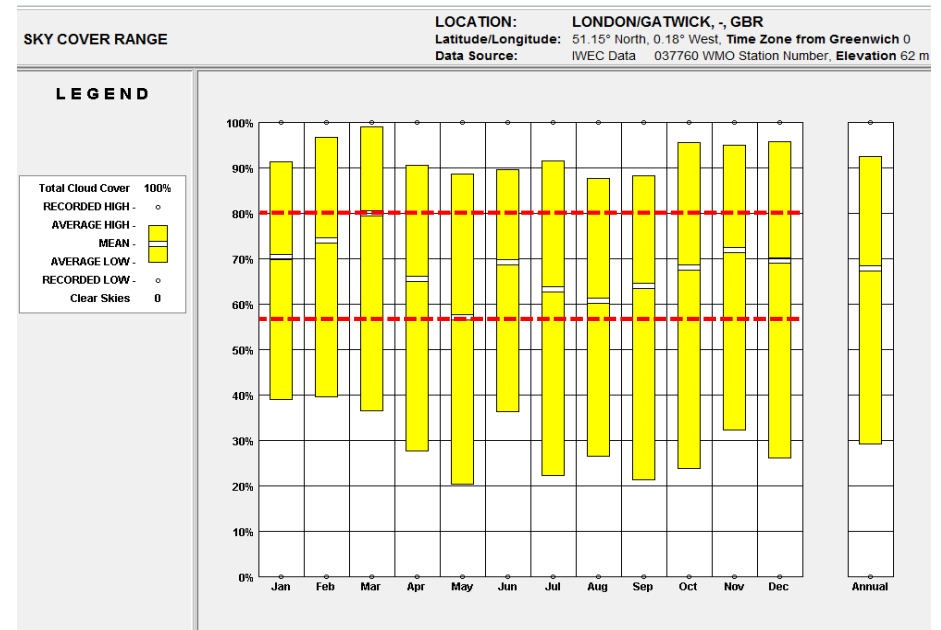 SKY COVER RANGE
LOCATION: LONDON/GATWICK, -, GBR
Latitude/Longitude: 51.15° North, 0.18° West, Time Zone from Greenwich 0
Data Source: IWEC Data 037760 WMO Station Number, Elevation 62 m
LEGEND
Total Cloud Cover 100%
RECORDED HIGH -
AVERAGE HIGH -
MEAN -
AVERAGE LOW -
RECORDED LOW -
Clear Skies 0
100%
90%
80%
70%
60%
50%
40%
30%
20%
10%
0%
Jan Feb Mar Apr May Jun Jul Aug Sep Oct Nov Dec Annual